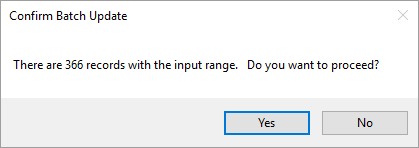 Confirm Batch Update
There are 366 records with the input range.   Do you want to proceed?
Yes
No